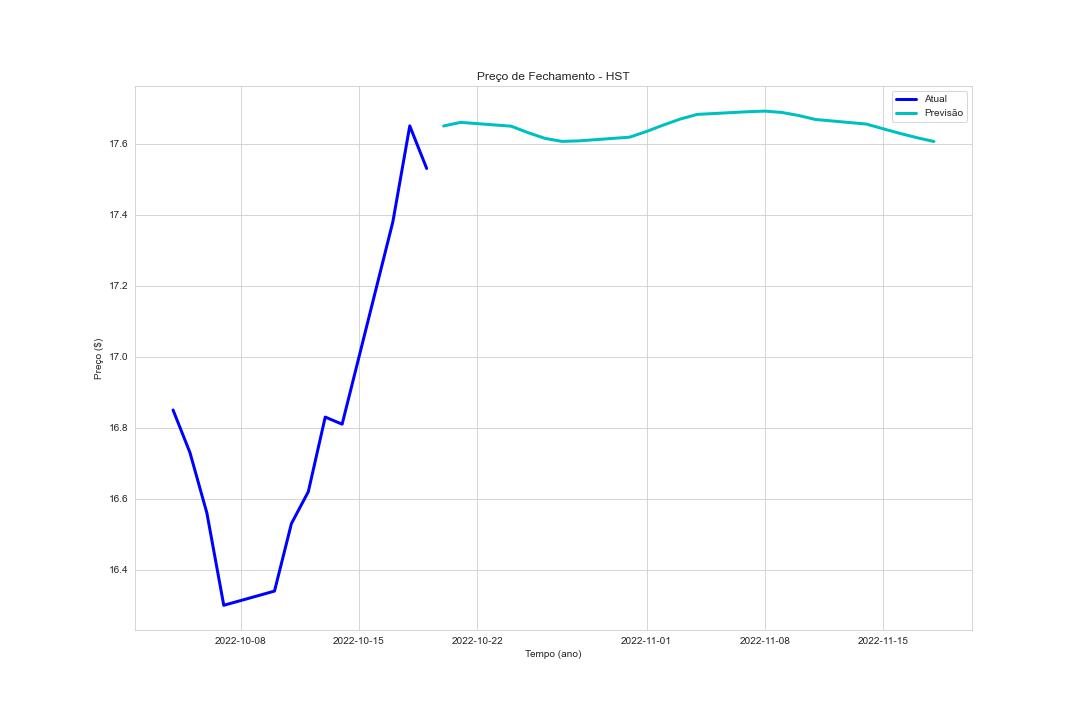 Preço de Fechamento - HST
Atual
Previsão
Preço ($)
17.6
17.4
17.2
17.0
16.8
16.6
16.4
2022-10-08
2022-10-15
2022-10-22
2022-11-01
2022-11-08
2022-11-15
Tempo (ano)